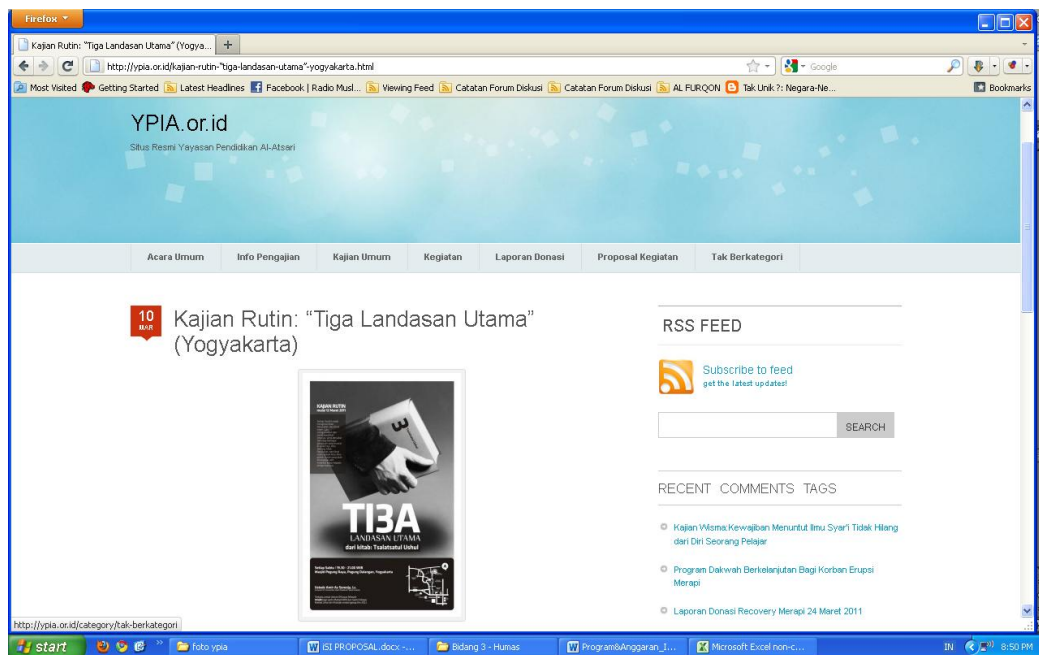 Firefox
Kajian Rutin: "Tiga Landasan Utama" (Yogya...
http://ypia.or.id/kajian-rutin-"tiga-landasan-utama"-yogyakarta.html
Google
Most Visited Getting Started Latest Headlines Facebook | Radio Musl... Viewing Feed Catatan Forum Diskusi Catatan Forum Diskusi AL FURQON Tak Unik ?: Negara-Ne... Bookmarks
YPIA.or.id
Situs Resmi Yayasan Pendidikan Al-Atsari
Acara Umum Info Pengajian Kajian Umum Kegiatan Laporan Donasi Proposal Kegiatan Tak Berkategori
10
MAR
Kajian Rutin: “Tiga Landasan Utama”
(Yogyakarta)
KAJIAN RUTIN
3
TI3A
LANDASAN UTAMA
dari kitab: Tsalatsatul Ushul
RSS FEED
Subscribe to feed
get the latest updates!
SEARCH
RECENT COMMENTS TAGS
Kajian Wisma:Kewajiban Menuntut Ilmu Syar'i Tidak Hilang
dari Diri Seorang Pelajar
Program Dakwah Berkelanjutan Bagi Korban Erupsi
Merapi
Laporan Donasi Recovery Merapi 24 Maret 2011
http://ypia.or.id/category/tak-berkategori
start foto ypia ISI PROPOSAL.docx -... Bidang 3 - Humas Program&Anggaran_I... Microsoft Excel non-c... IN 8:50 PM